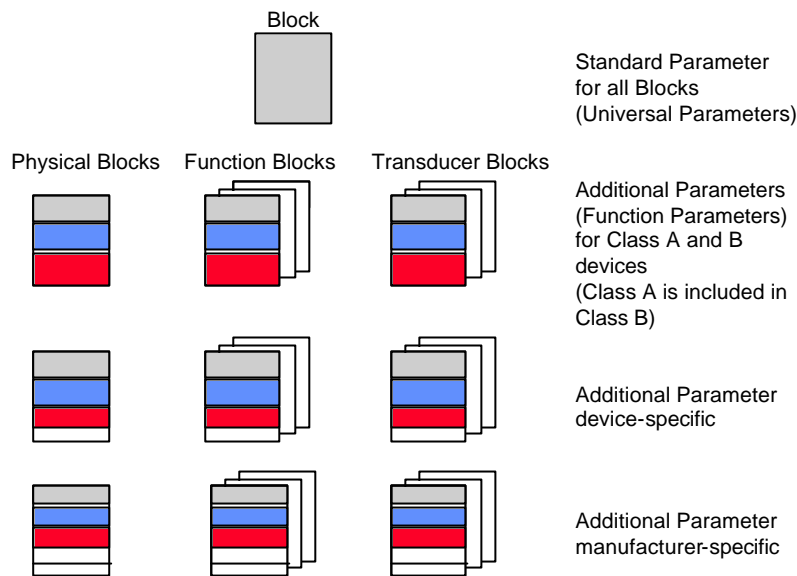 Block
Standard Parameter
for all Blocks
(Universal Parameters)
Physical Blocks
Function Blocks
Transducer Blocks
Additional Parameters
(Function Parameters)
for Class A and B
devices
(Class A is included in
Class B)
Additional Parameter
device-specific
Additional Parameter
manufacturer-specific